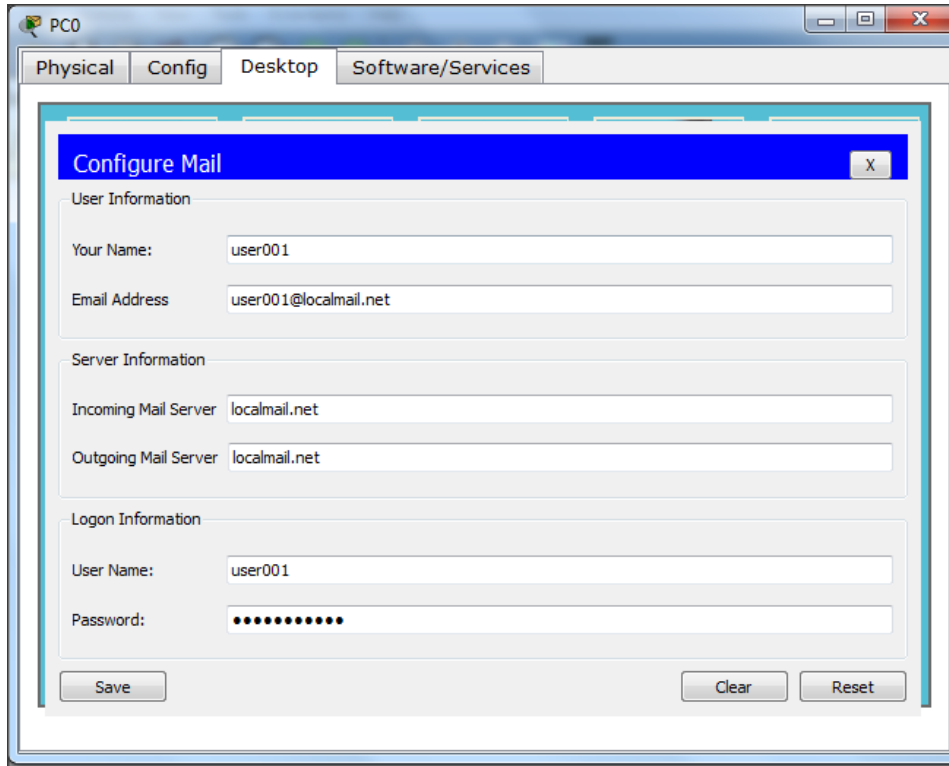 PC0
Physical Config Desktop Software/Services
Configure Mail X
User Information
Your Name: user001
Email Address user001@localmail.net
Server Information
Incoming Mail Server localmail.net
Outgoing Mail Server localmail.net
Logon Information
User Name: user001
Password: •••••••••••
Save Clear Reset